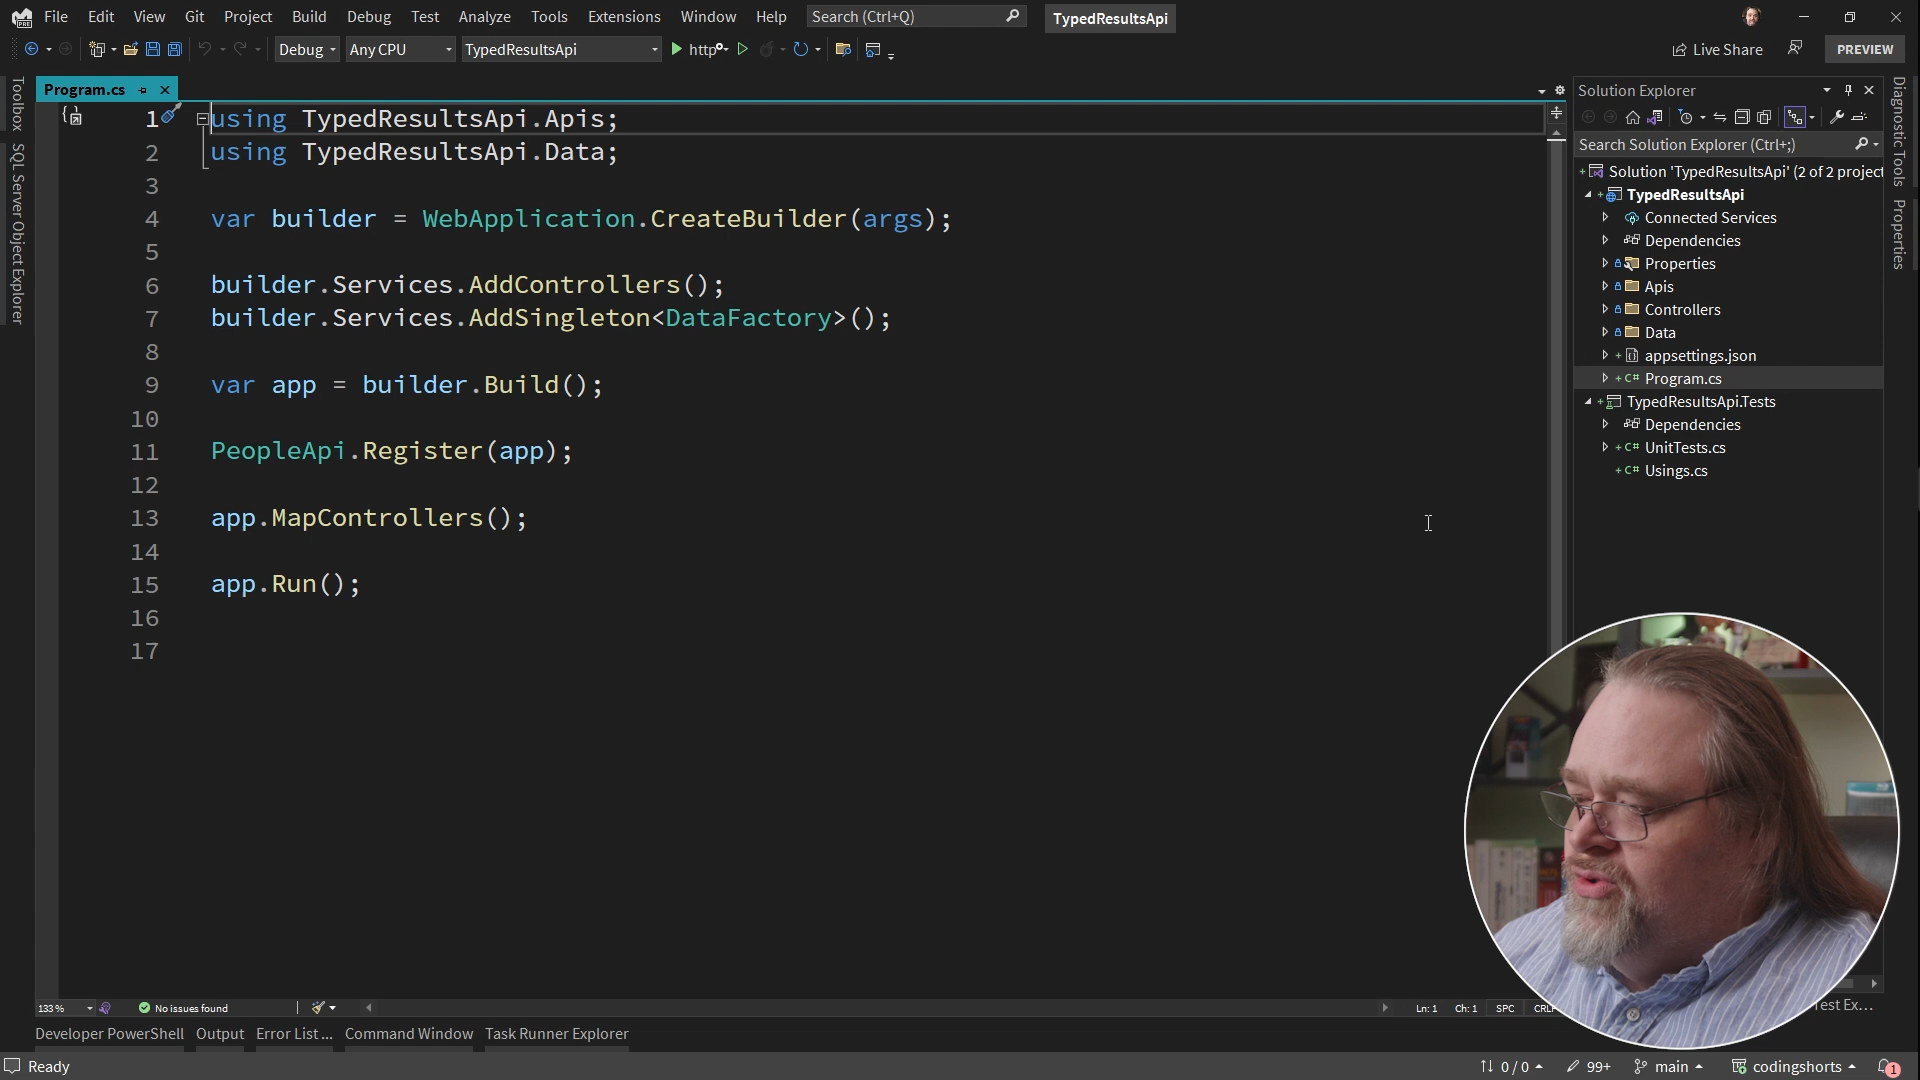 File Edit View Git Project Build Debug Test Analyze Tools Extensions Window Help Search (Ctrl+Q) TypedResultsApi
Debug Any CPU TypedResultsApi http Live Share PREVIEW
Toolbox
SQL Server Object Explorer
Program.cs
1 using TypedResultsApi.Apis;
2 using TypedResultsApi.Data;
3
4 var builder = WebApplication.CreateBuilder(args);
5
6 builder.Services.AddControllers();
7 builder.Services.AddSingleton<DataFactory>();
8
9 var app = builder.Build();
10
11 PeopleApi.Register(app);
12
13 app.MapControllers();
14
15 app.Run();
16
17
Solution Explorer
Search Solution Explorer (Ctrl+;)
Solution 'TypedResultsApi' (2 of 2 project
TypedResultsApi
Connected Services
Dependencies
Properties
Apis
Controllers
Data
appsettings.json
C# Program.cs
TypedResultsApi.Tests
Dependencies
C# UnitTests.cs
C# Usings.cs
Diagnostic Tools
Properties
133 % No issues found Ln: 1 Ch: 1 SPC CRLF
Developer PowerShell Output Error List ... Command Window Task Runner Explorer
Ready 0 / 0 99+ main codingshorts 1